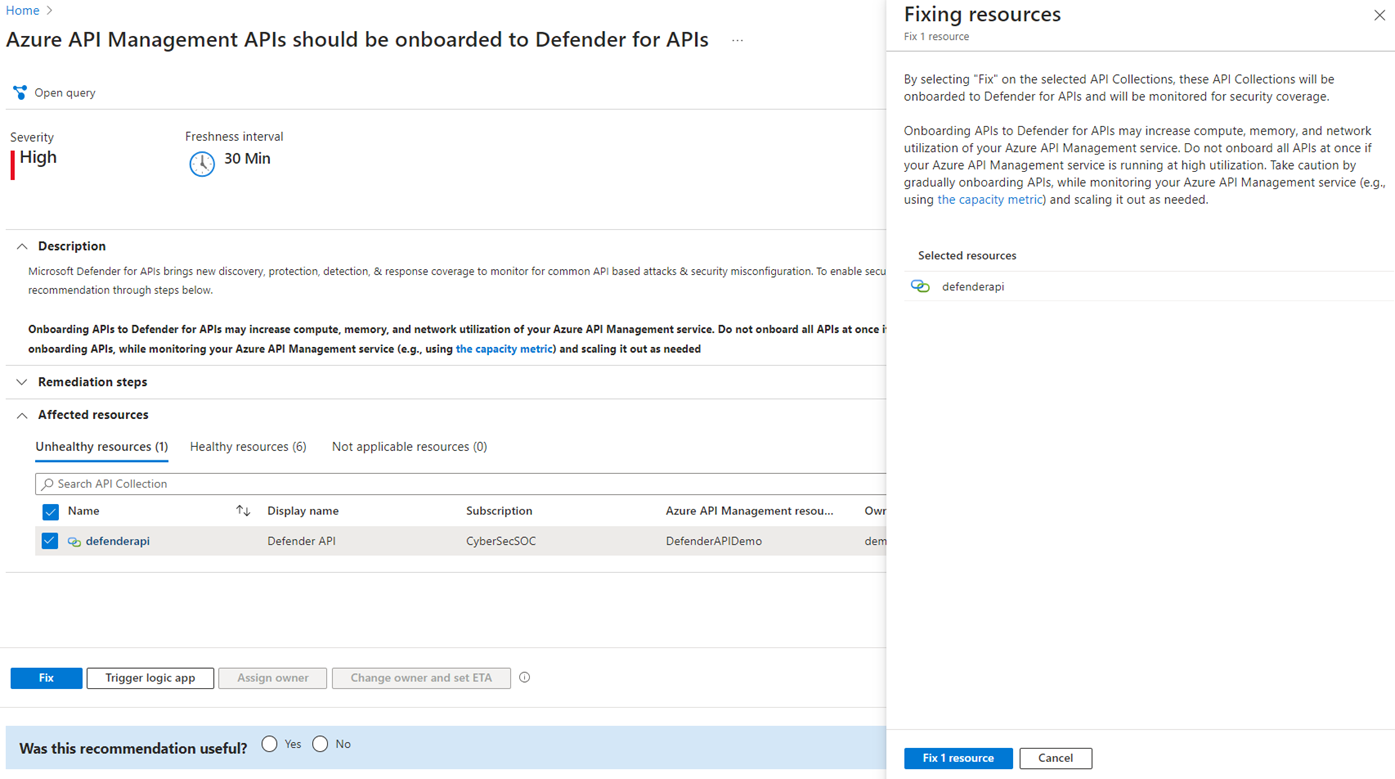 Home
Azure API Management APIs should be onboarded to Defender for APIs ...
Open query
Severity
High
Freshness interval
30 Min
Description
Microsoft Defender for APIs brings new discovery, protection, detection, & response coverage to monitor for common API based attacks & security misconfiguration. To enable secu
recommendation through steps below.
Onboarding APIs to Defender for APIs may increase compute, memory, and network utilization of your Azure API Management service. Do not onboard all APIs at once i
onboarding APIs, while monitoring your Azure API Management service (e.g., using the capacity metric) and scaling it out as needed
Remediation steps
Affected resources
Unhealthy resources (1) Healthy resources (6) Not applicable resources (0)
Search API Collection
Name Display name Subscription Azure API Management resou... Owr
defenderapi Defender API CyberSecSOC DefenderAPIDemo dem
Fix Trigger logic app Assign owner Change owner and set ETA
Was this recommendation useful? Yes No
Fixing resources
Fix 1 resource
By selecting "Fix" on the selected API Collections, these API Collections will be
onboarded to Defender for APIs and will be monitored for security coverage.
Onboarding APIs to Defender for APIs may increase compute, memory, and network
utilization of your Azure API Management service. Do not onboard all APIs at once if
your Azure API Management service is running at high utilization. Take caution by
gradually onboarding APIs, while monitoring your Azure API Management service (e.g.,
using the capacity metric) and scaling it out as needed.
Selected resources
defenderapi
Fix 1 resource Cancel